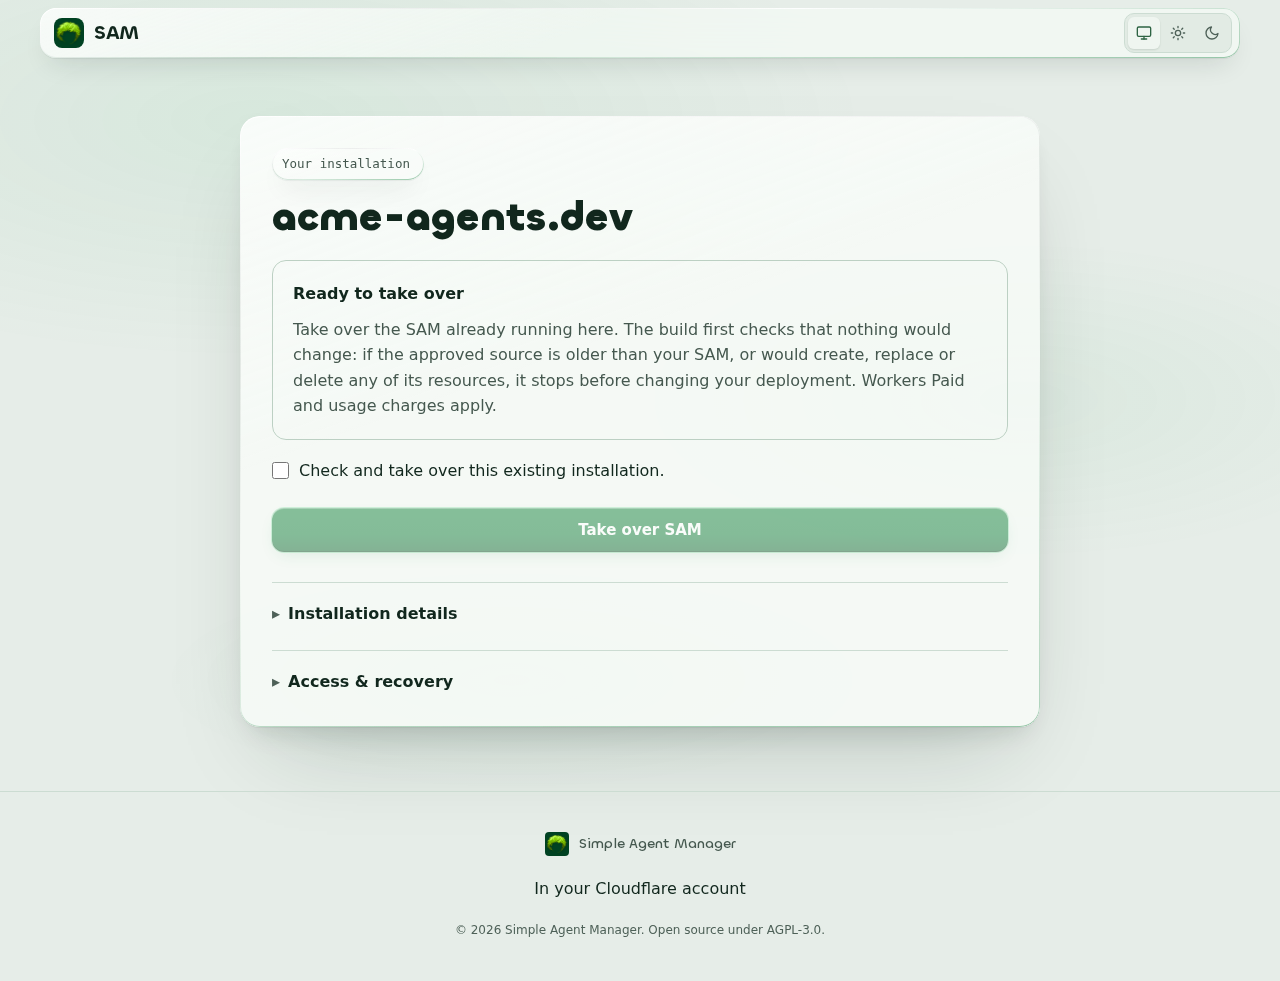 SAM
Your installation
acme-agents.dev
Ready to take over
Take over the SAM already running here. The build first checks that nothing would
change: if the approved source is older than your SAM, or would create, replace or
delete any of its resources, it stops before changing your deployment. Workers Paid
and usage charges apply.
Check and take over this existing installation.
Take over SAM
Installation details
Access & recovery
Simple Agent Manager
In your Cloudflare account
© 2026 Simple Agent Manager. Open source under AGPL-3.0.